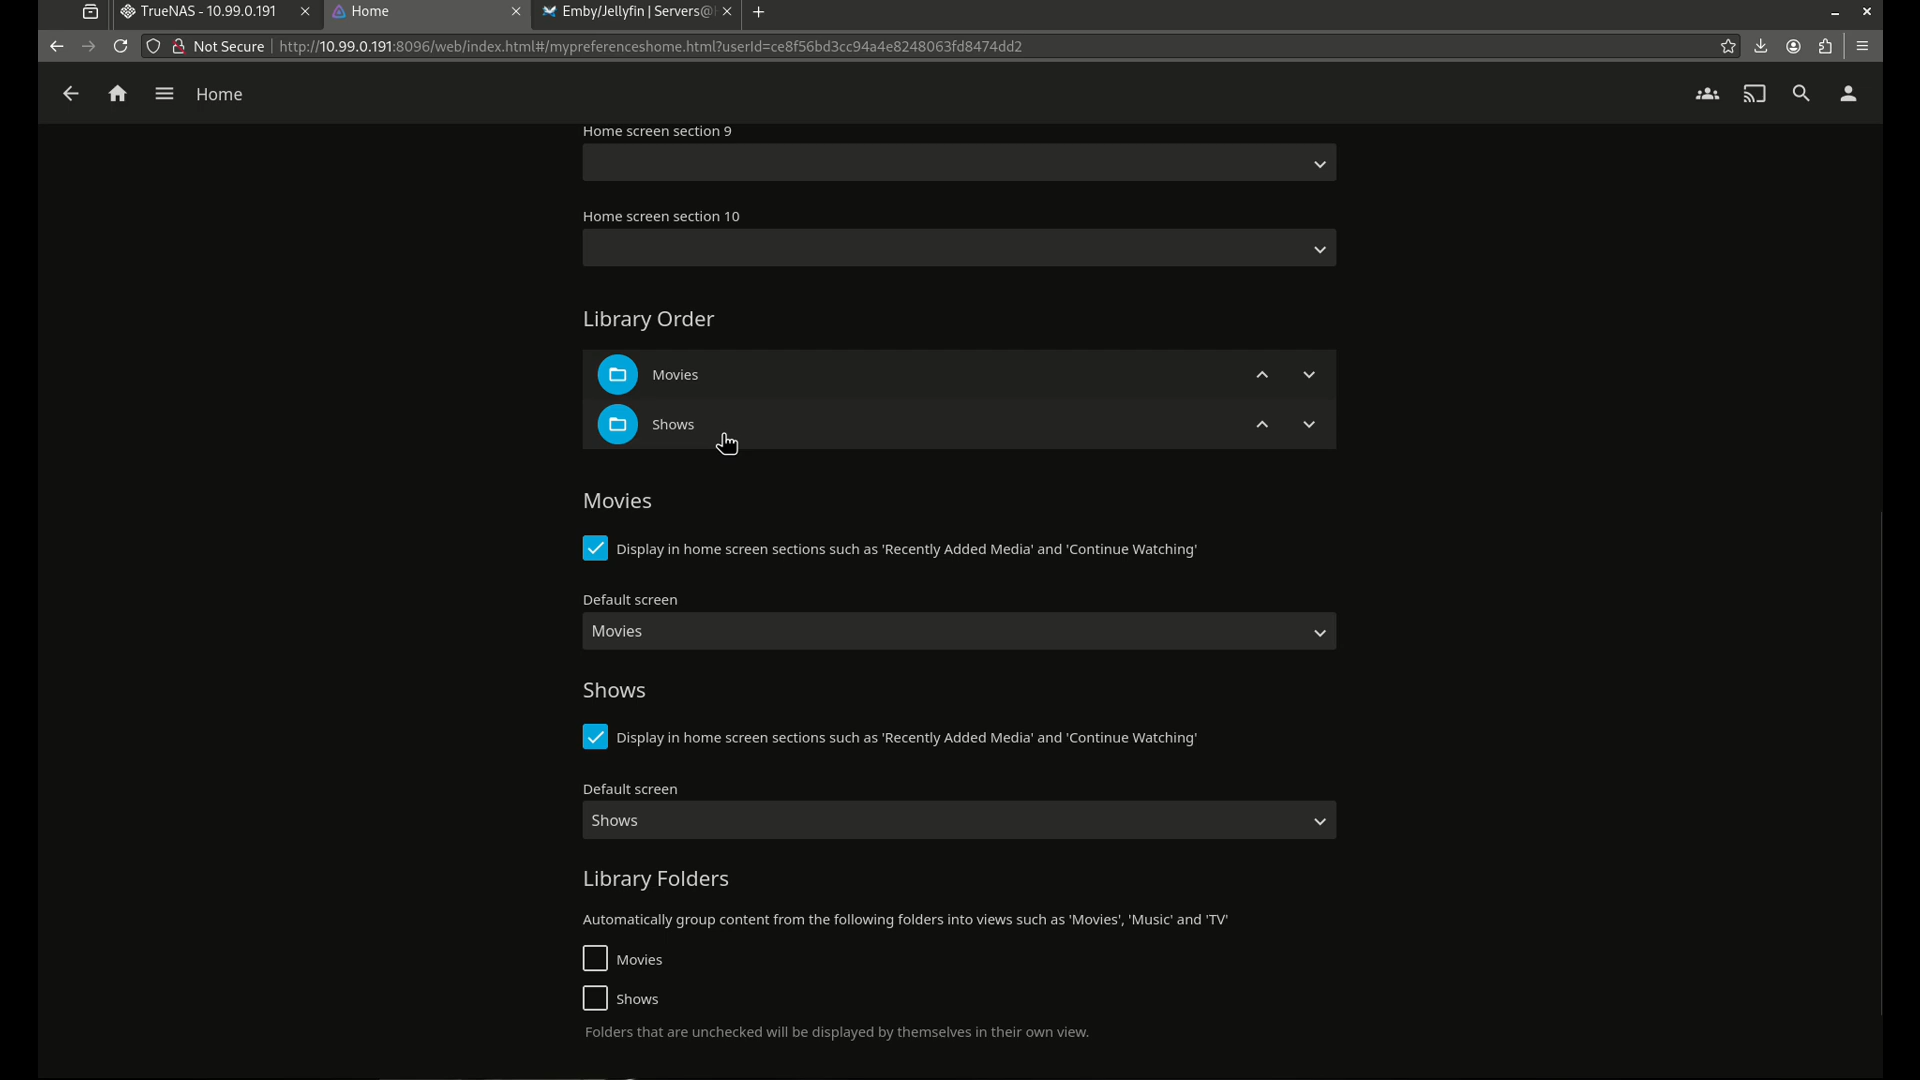 TrueNAS - 10.99.0.191
Home
Emby/Jellyfin | Servers@
Not Secure
http://10.99.0.191:8096/web/index.html#/mypreferenceshome.html?userId=ce8f56bd3cc94a4e8248063fd8474dd2
Home
Home screen section 9
Home screen section 10
Library Order
Movies
Shows
Movies
Display in home screen sections such as 'Recently Added Media' and 'Continue Watching'
Default screen
Movies
Shows
Display in home screen sections such as 'Recently Added Media' and 'Continue Watching'
Default screen
Shows
Library Folders
Automatically group content from the following folders into views such as 'Movies', 'Music' and 'TV'
Movies
Shows
Folders that are unchecked will be displayed by themselves in their own view.